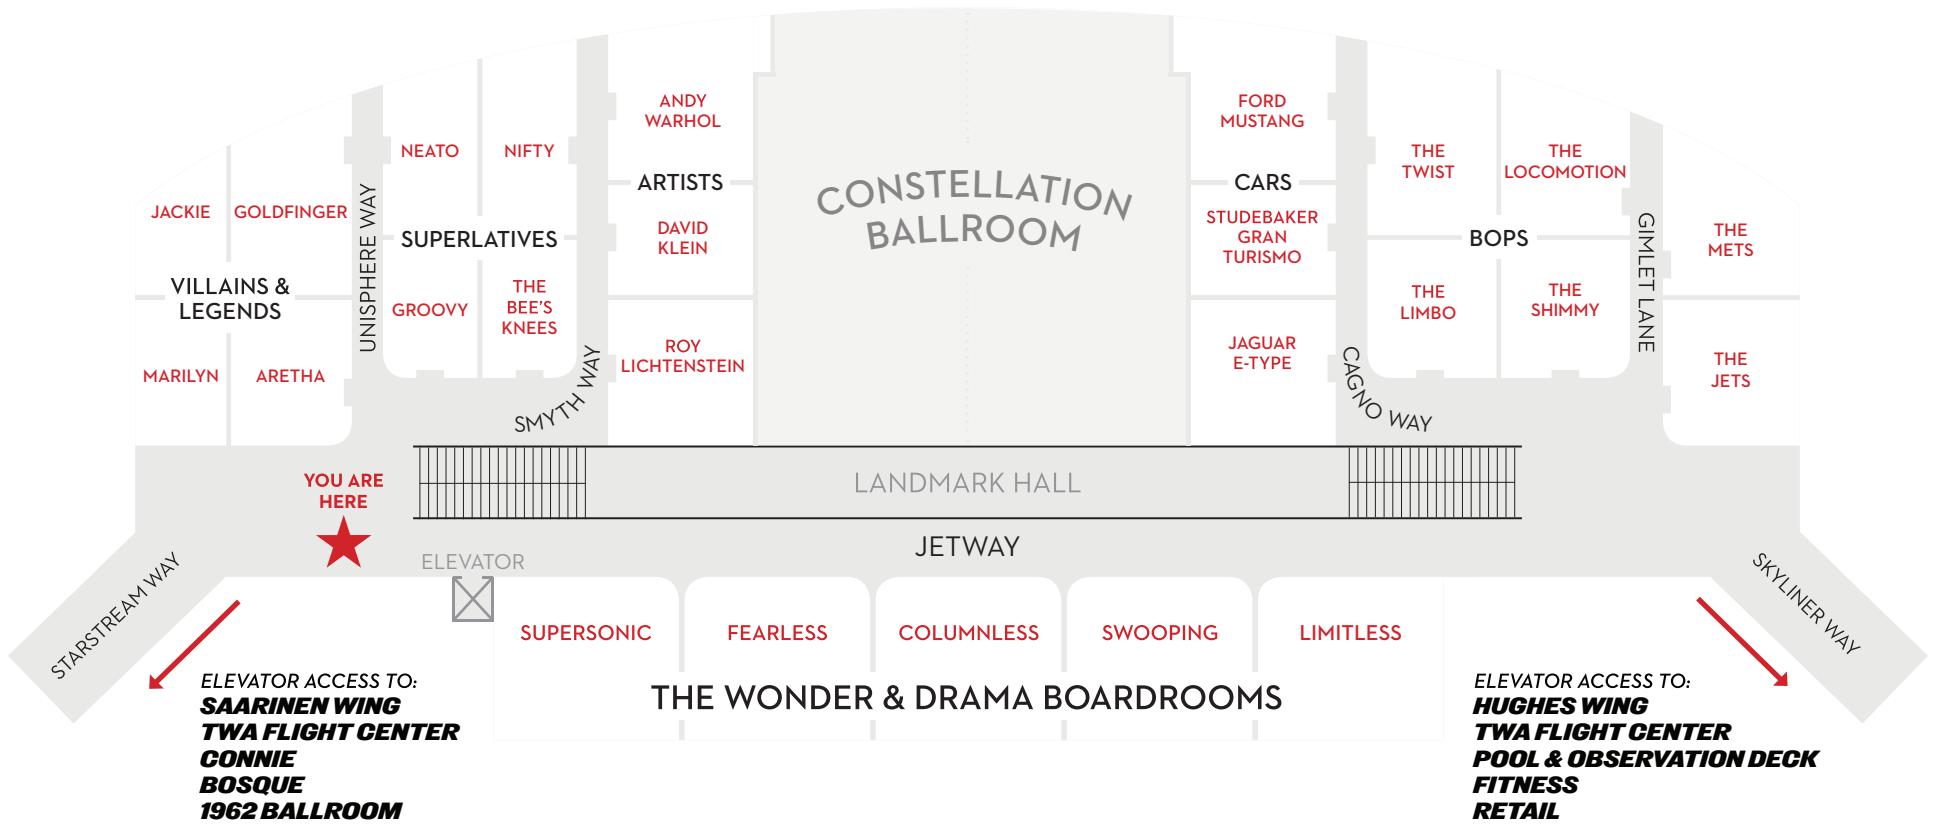 ANDY
WARHOL
FORD
MUSTANG
NEATO
NIFTY
THE
TWIST
THE
LOCOMOTION
ARTISTS
CARS
CONSTELLATION
BALLROOM
JACKIE
GOLDFINGER
UNISPHERE WAY
SUPERLATIVES
DAVID
KLEIN
STUDEBAKER
GRAN
TURISMO
BOPS
GIMLET LANE
THE
METS
VILLAINS &
LEGENDS
GROOVY
THE
BEE'S
KNEES
THE
LIMBO
THE
SHIMMY
MARILYN
ARETHA
SMYTH WAY
ROY
LICHTENSTEIN
JAGUAR
E-TYPE
CAGNO WAY
THE
JETS
YOU ARE
HERE
LANDMARK HALL
JETWAY
ELEVATOR
STARSTREAM WAY
SKYLINER WAY
SUPERSONIC
FEARLESS
COLUMNLESS
SWOOPING
LIMITLESS
THE WONDER & DRAMA BOARDROOMS
ELEVATOR ACCESS TO:
SAARINEN WING
TWA FLIGHT CENTER
CONNIE
BOSQUE
1962 BALLROOM
ELEVATOR ACCESS TO:
HUGHES WING
TWA FLIGHT CENTER
POOL & OBSERVATION DECK
FITNESS
RETAIL